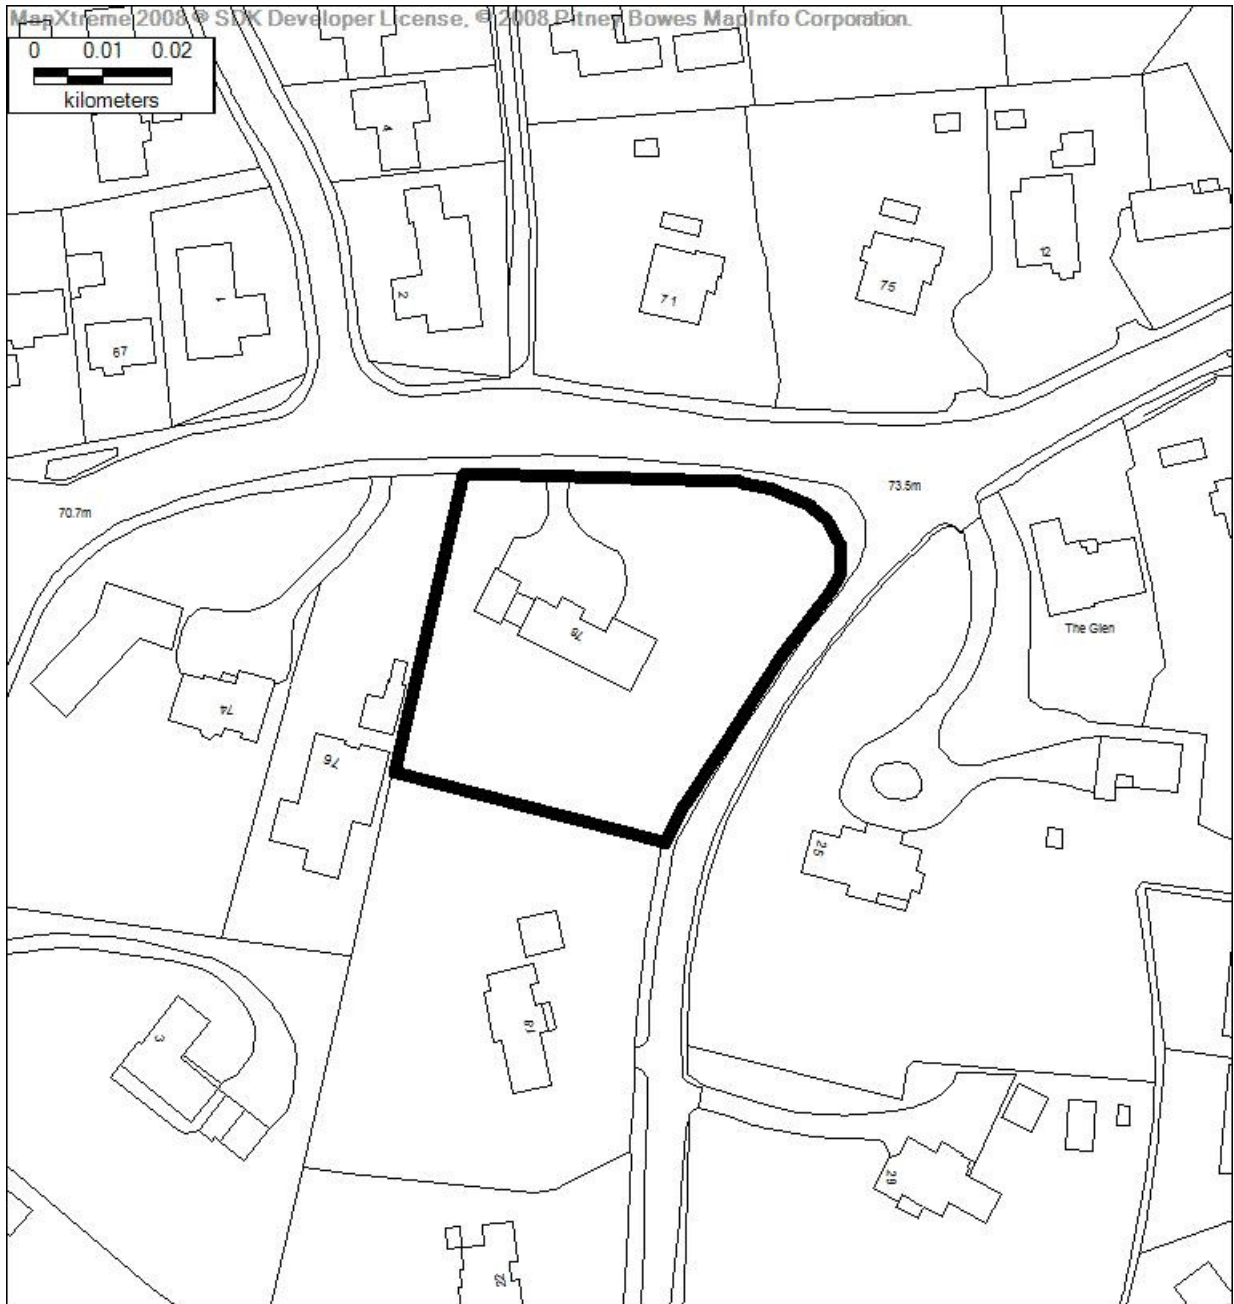 MapXtreme 2008 ® SDK Developer License. © 2008 Pitney Bowes MapInfo Corporation.
0 0.01 0.02
kilometers
4
2
1
67
71
75
12
70.7m
73.5m
78
The Glen
74
76
25
81
3
29
22